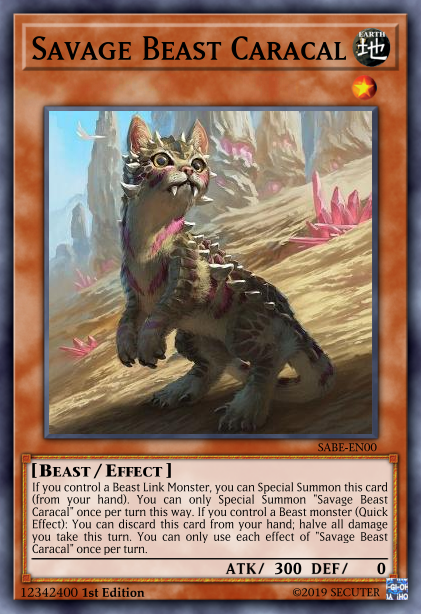 SAVAGE BEAST CARACAL
EARTH
地
SABE-EN00
[BEAST / EFFECT]
If you control a Beast Link Monster, you can Special Summon this card
(from your hand). You can only Special Summon "Savage Beast
Caracal" once per turn this way. If you control a Beast monster (Quick
Effect): You can discard this card from your hand; halve all damage
you take this turn. You can only use each effect of "Savage Beast
Caracal" once per turn.
ATK/ 300 DEF/ 0
12342400 1st Edition
©2019 SECUTER